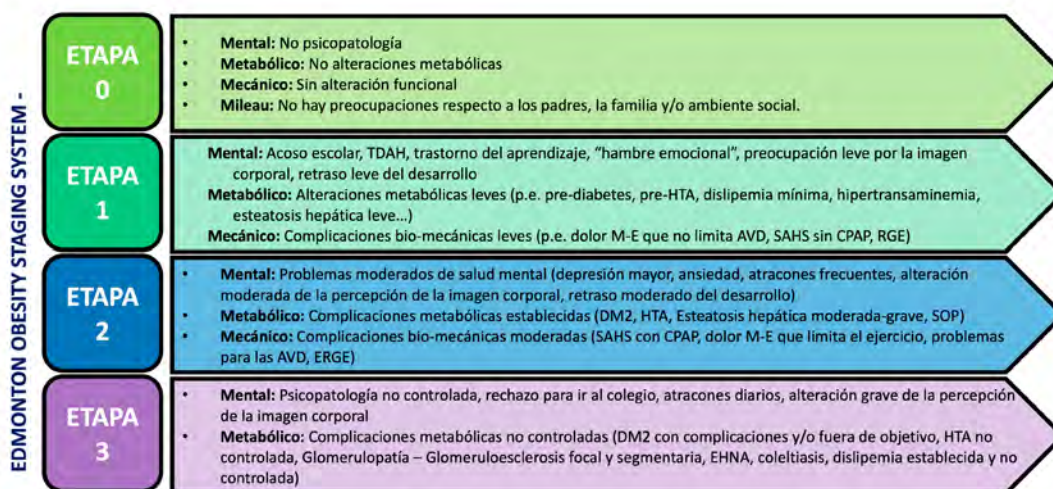 EDMONTON OBESITY STAGING SYSTEM -
ETAPA
0
• Mental: No psicopatología
• Metabólico: No alteraciones metabólicas
• Mecánico: Sin alteración funcional
• Mileau: No hay preocupaciones respecto a los padres, la familia y/o ambiente social.
ETAPA
1
Mental: Acoso escolar, TDAH, trastorno del aprendizaje, “hambre emocional”, preocupación leve por la imagen
corporal, retraso leve del desarrollo
Metabólico: Alteraciones metabólicas leves (p.e. pre-diabetes, pre-HTA, dislipemia mínima, hipertransaminemia,
esteatosis hepática leve…)
Mecánico: Complicaciones bio-mecánicas leves (p.e. dolor M-E que no limita AVD, SAHS sin CPAP, RGE)
ETAPA
2
• Mental: Problemas moderados de salud mental (depresión mayor, ansiedad, atracones frecuentes, alteración
moderada de la percepción de la imagen corporal, retraso moderado del desarrollo)
• Metabólico: Complicaciones metabólicas establecidas (DM2, HTA, Esteatosis hepática moderada-grave, SOP)
• Mecánico: Complicaciones bio-mecánicas moderadas (SAHS con CPAP, dolor M-E que limita el ejercicio, problemas
para las AVD, ERGE)
ETAPA
3
• Mental: Psicopatología no controlada, rechazo para ir al colegio, atracones diarios, alteración grave de la percepción
de la imagen corporal
• Metabólico: Complicaciones metabólicas no controladas (DM2 con complicaciones y/o fuera de objetivo, HTA no
controlada, Glomerulopatía – Glomeruloesclerosis focal y segmentaria, EHNA, coleltiasis, dislipemia establecida y no
controlada)